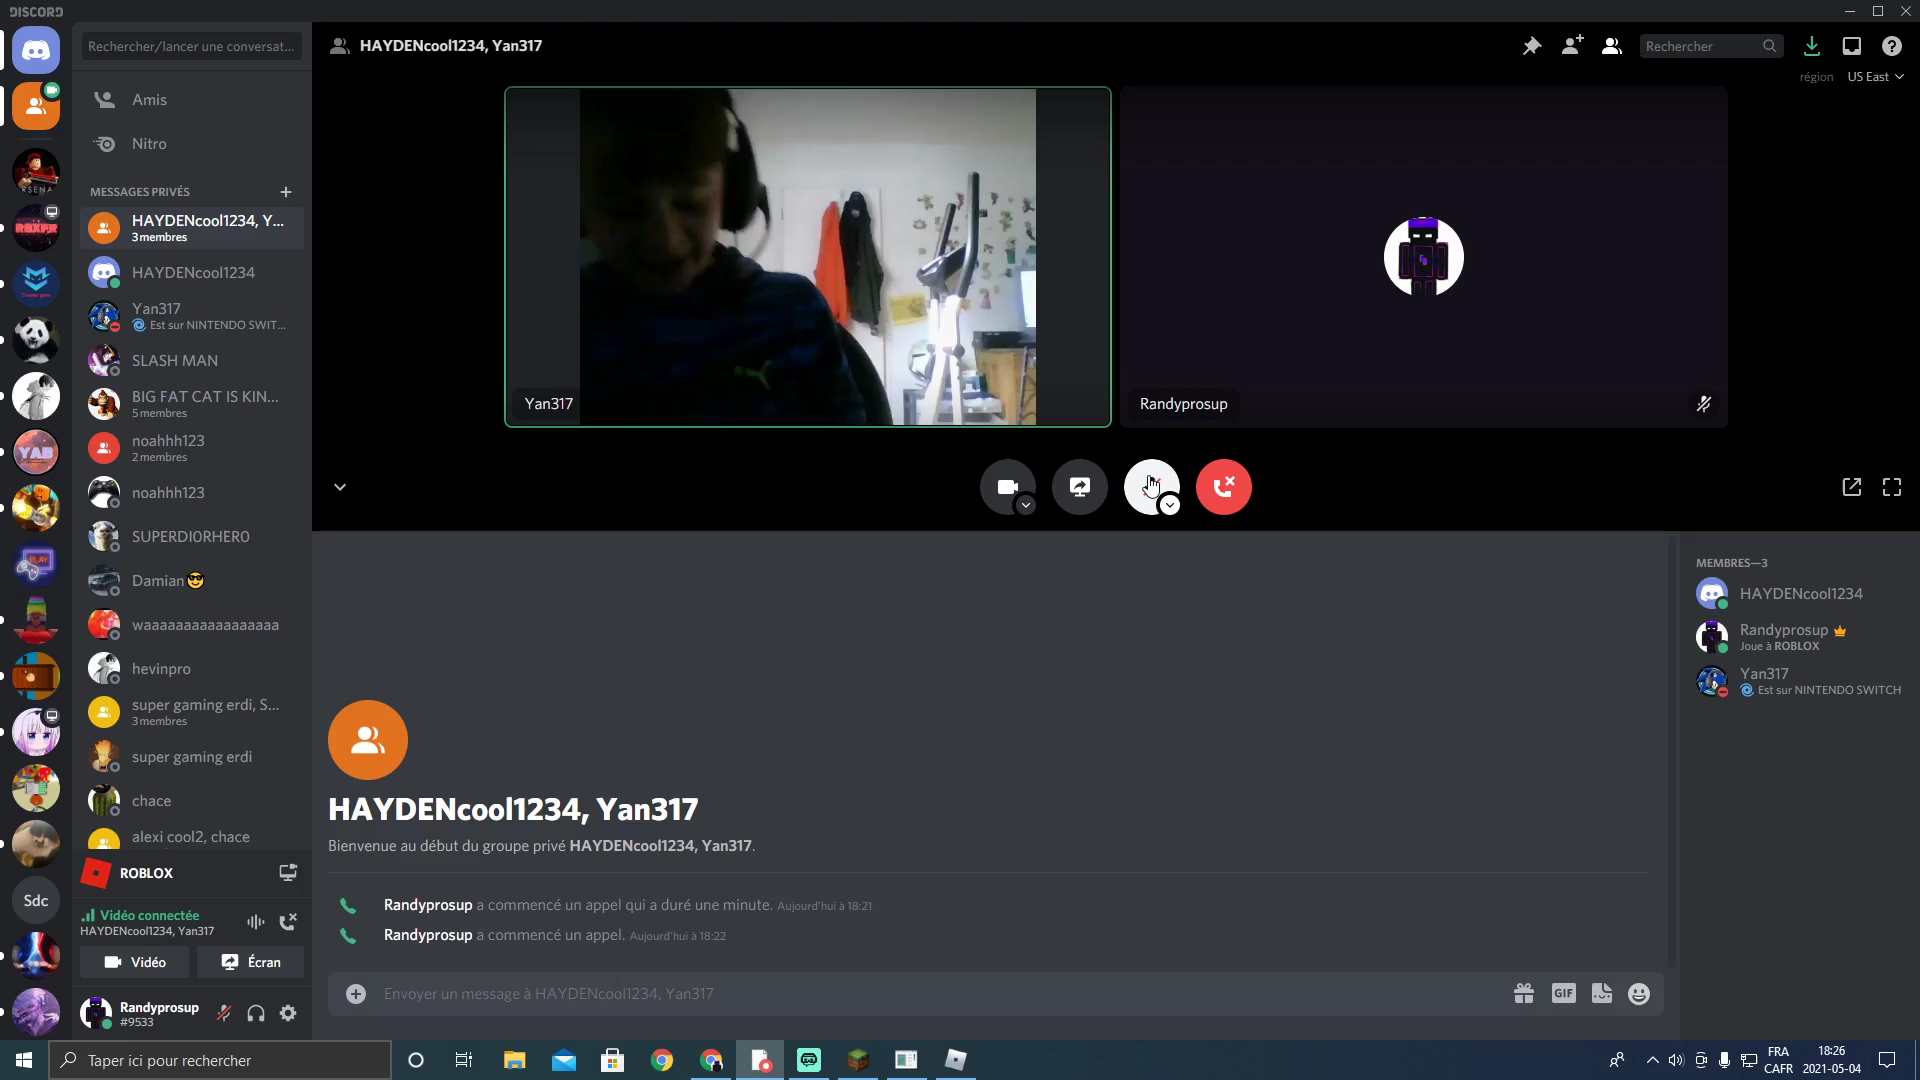 DISCORD
Rechercher/lancer une conversat...
HAYDENcool1234, Yan317
Rechercher
région US East
Amis
Nitro
MESSAGES PRIVÉS
HAYDENcool1234, Y...
3 membres
HAYDENcool1234
Yan317
Est sur NINTENDO SWIT...
SLASH MAN
BIG FAT CAT IS KIN...
5 membres
noahhh123
2 membres
noahhh123
SUPERDIORHERO
Damian😎
waaaaaaaaaaaaaaaaa
hevinpro
super gaming erdi, S...
3 membres
super gaming erdi
chace
alexi cool2, chace
ROBLOX
Vidéo connectée
HAYDENcool1234, Yan317
Vidéo
Écran
Randyprosup
#9533
RSENA
ROXFR
YAB
PLAY
Sdc
Yan317
Randyprosup
HAYDENcool1234, Yan317
Bienvenue au début du groupe privé HAYDENcool1234, Yan317.
Randyprosup a commencé un appel qui a duré une minute. Aujourd'hui à 18:21
Randyprosup a commencé un appel. Aujourd'hui à 18:22
Envoyer un message à HAYDENcool1234, Yan317
GIF
MEMBRES—3
HAYDENcool1234
Randyprosup
Joue à ROBLOX
Yan317
Est sur NINTENDO SWITCH
Taper ici pour rechercher
FRA
CAFR
18:26
2021-05-04